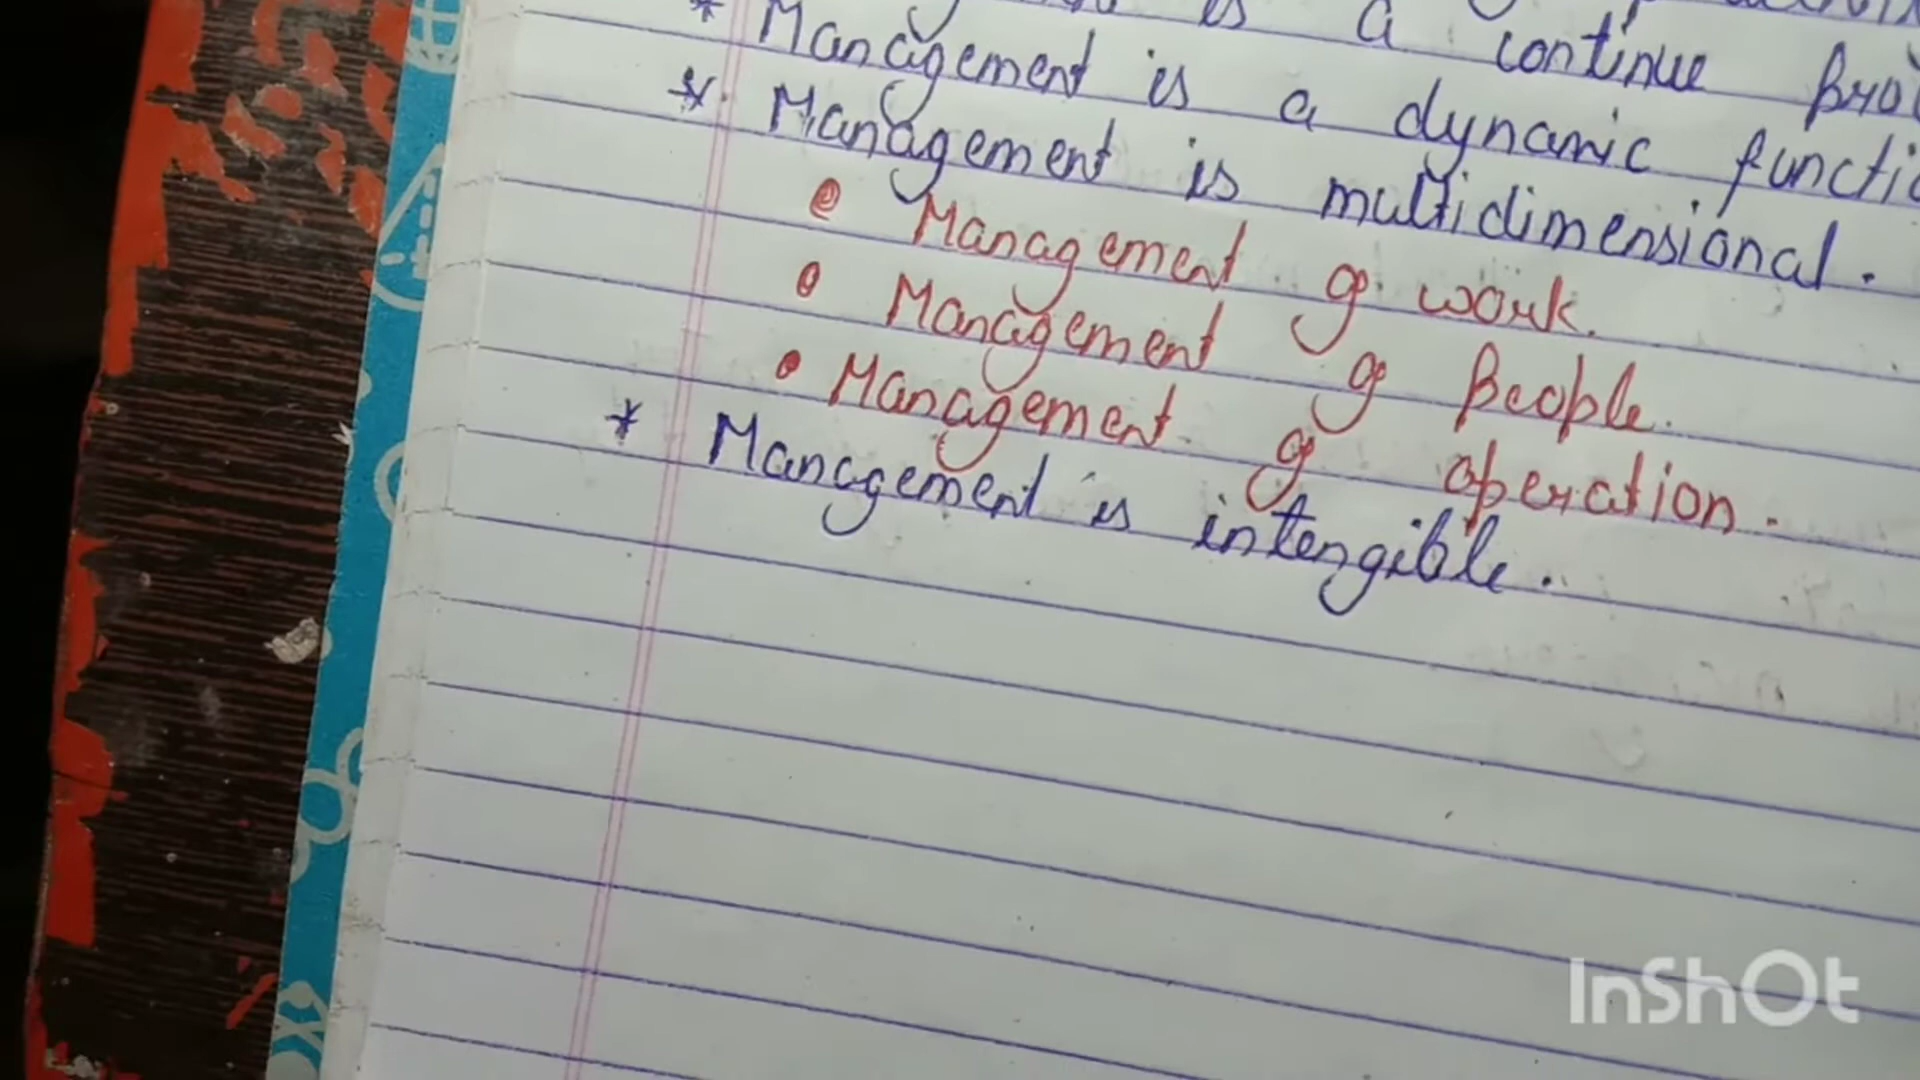 is a continue
* Management is a dynamic
* Management is multidimensional.
• Management of work.
• Management of People.
• Management of operation.
* Management is intengible.
InShOt